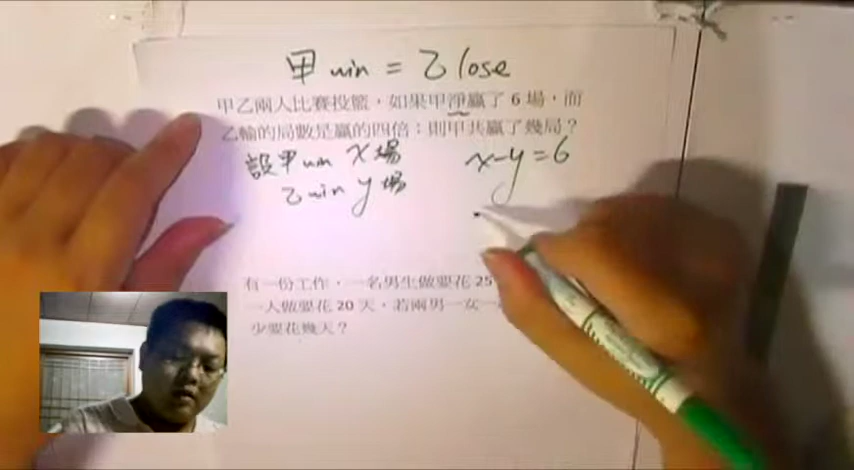 甲 win = 乙 lose
甲乙兩人比賽投籃，如果甲淨贏了 6 場，而
乙輸的局數是贏的四倍；則甲共贏了幾局？
設甲 win x 場
x-y=6
乙 win y 場
有一份工作，一名男生做要花 25
一人做要花 20 天，若兩男一女一
少要花幾天？